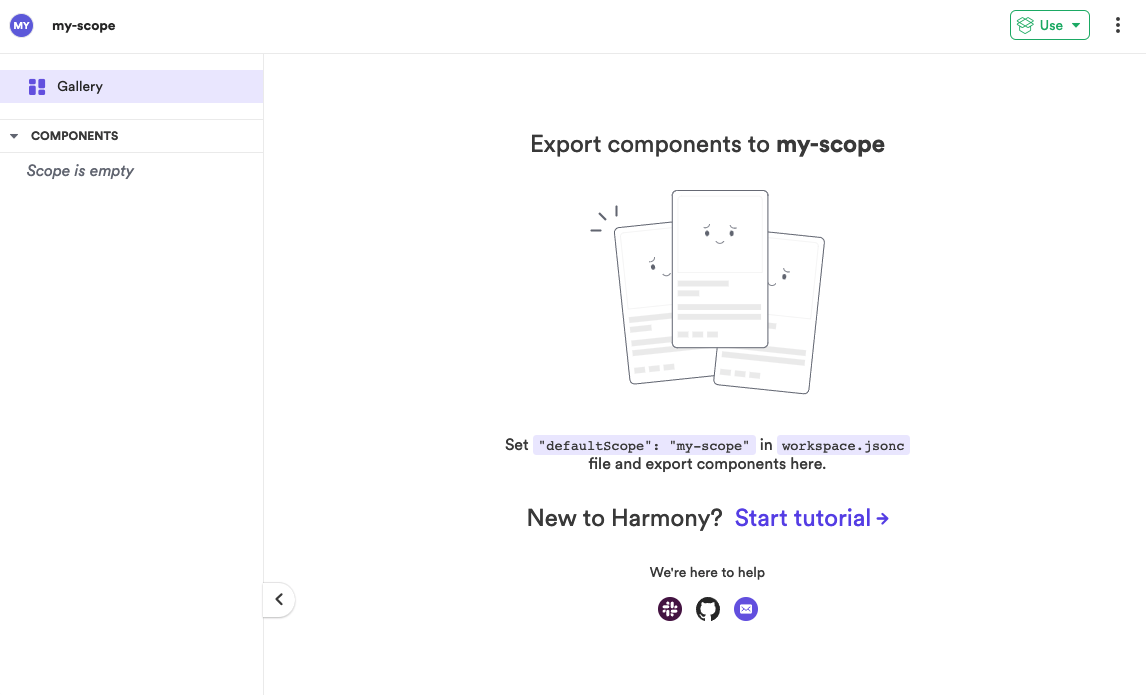 MY
my-scope
Use
Gallery
COMPONENTS
Scope is empty
Export components to my-scope
Set "defaultScope": "my-scope" in workspace.jsonc
file and export components here.
New to Harmony? Start tutorial →
We're here to help